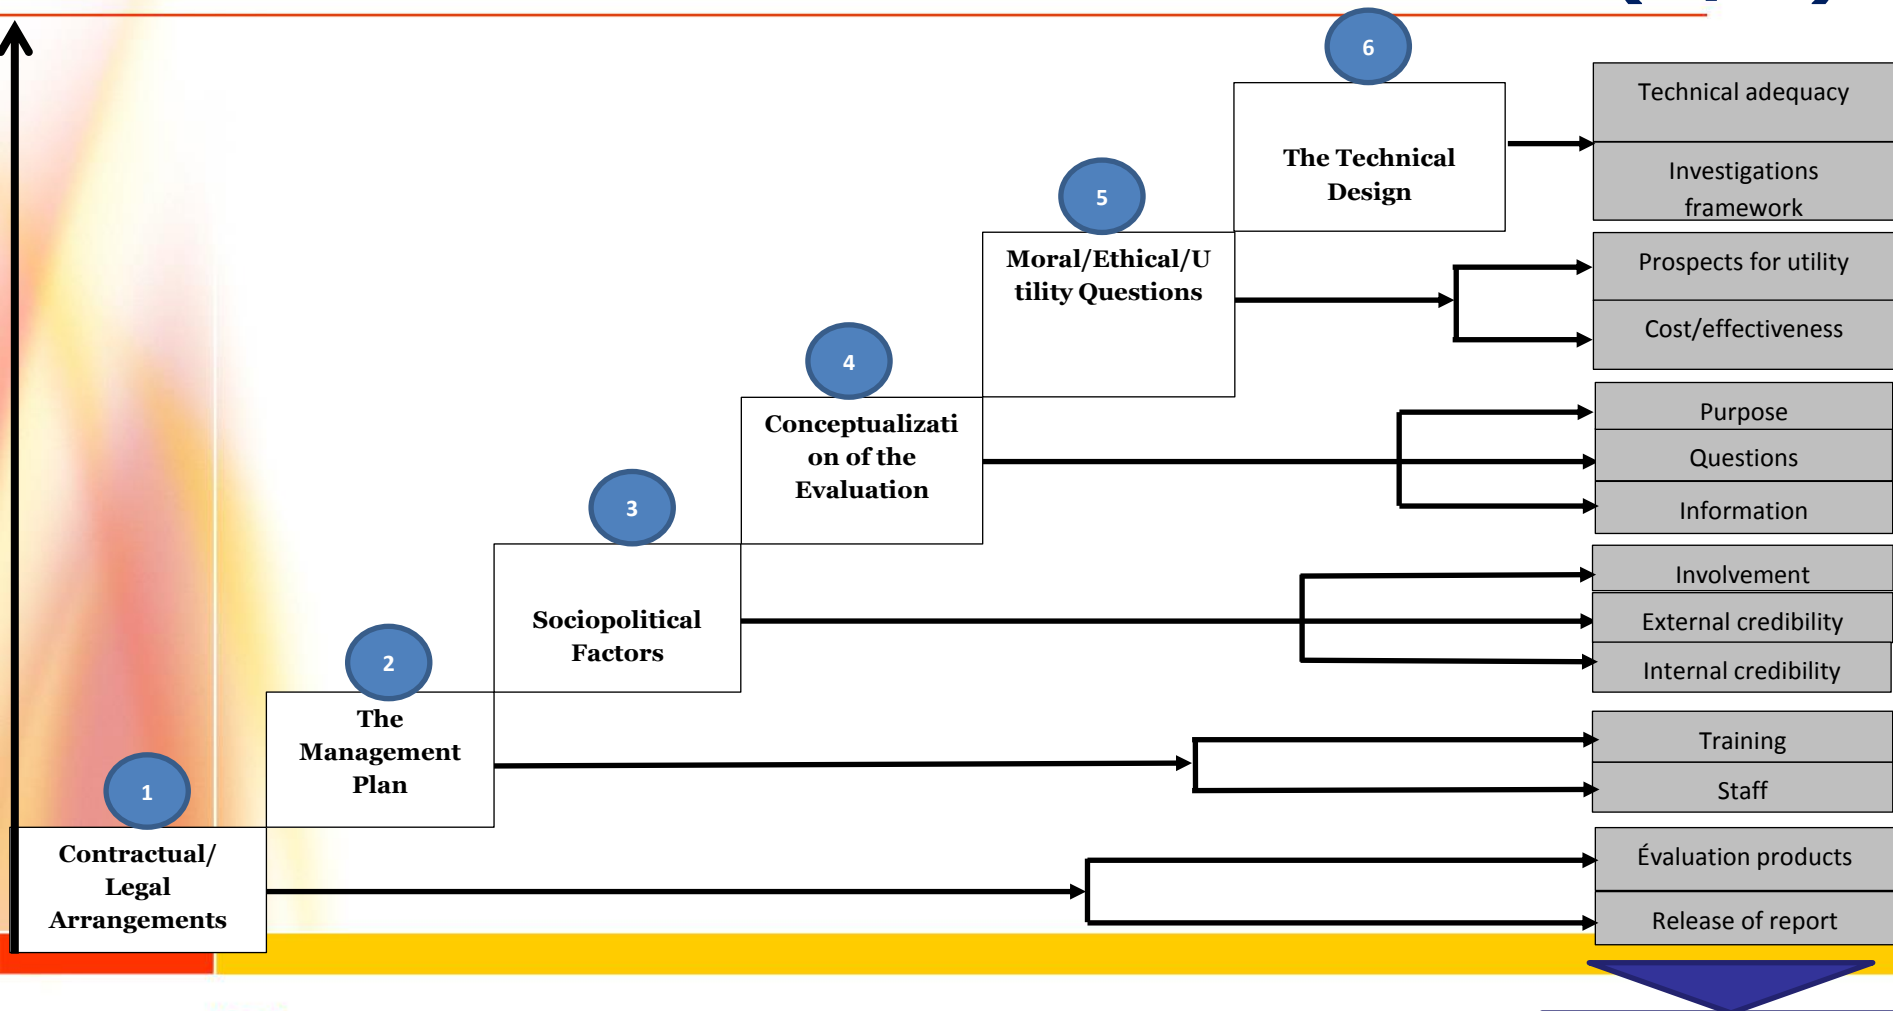 6
Technical adequacy
The Technical
Design
Investigations
framework
5
Moral/Ethical/U
tility Questions
Prospects for utility
Cost/effectiveness
4
Conceptualizati
on of the
Evaluation
Purpose
Questions
Information
3
Sociopolitical
Factors
Involvement
External credibility
Internal credibility
2
The
Management
Plan
Training
Staff
1
Contractual/
Legal
Arrangements
Évaluation products
Release of report